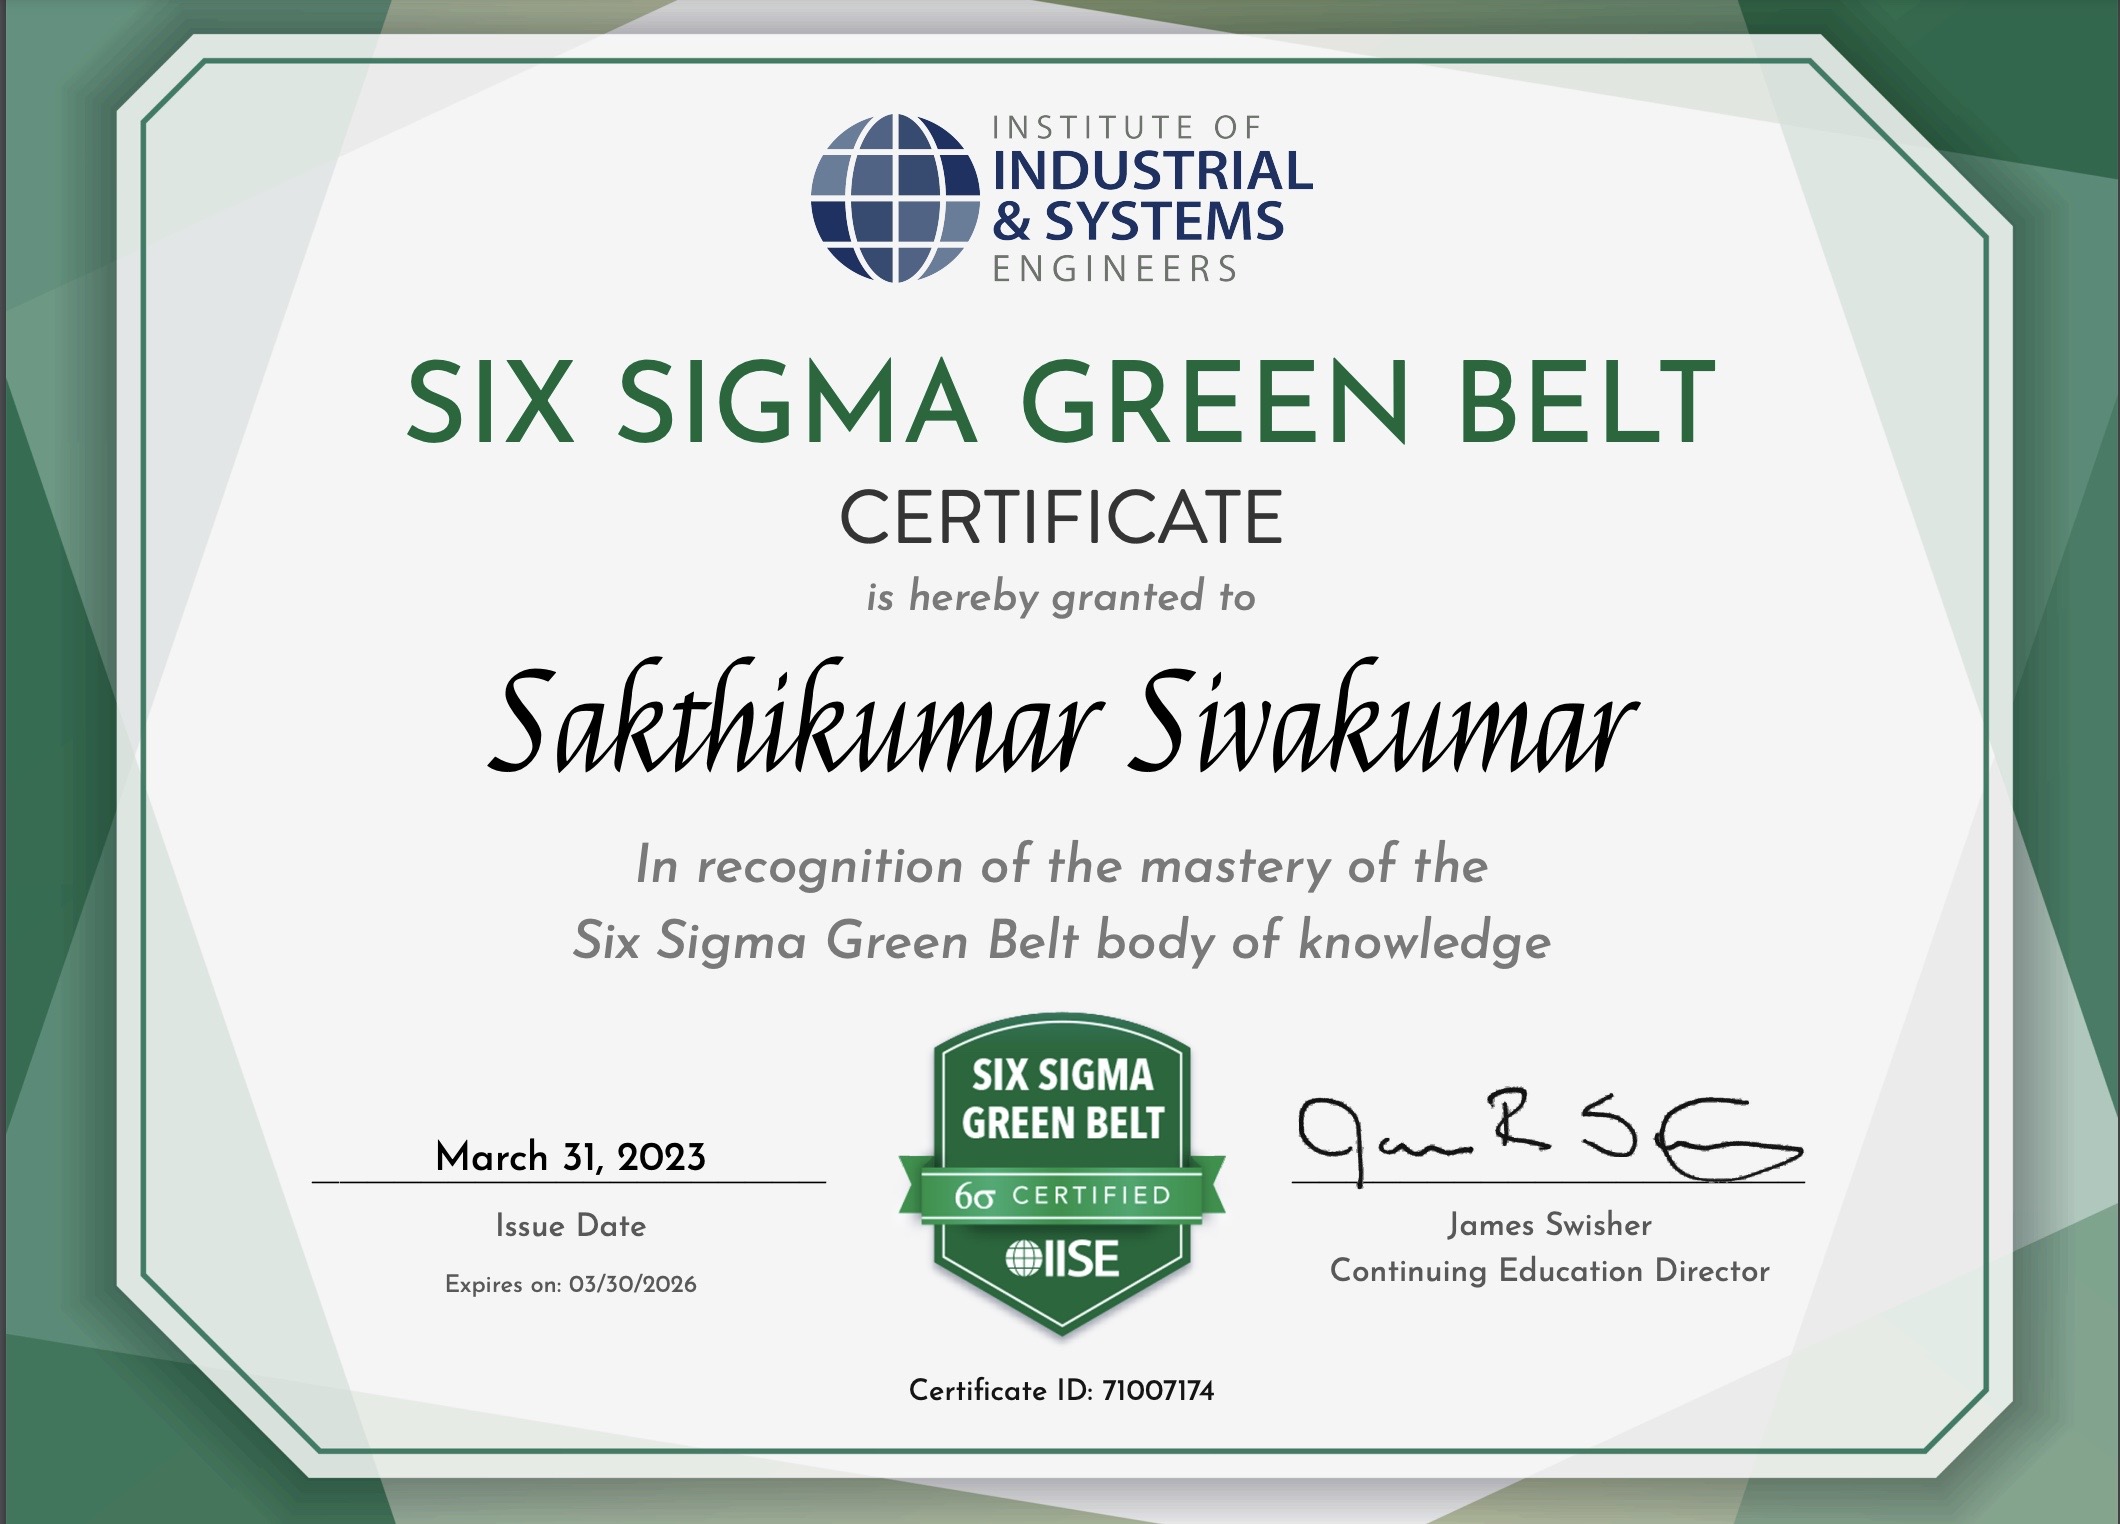 INSTITUTE OF
INDUSTRIAL
& SYSTEMS
ENGINEERS
SIX SIGMA GREEN BELT
CERTIFICATE
is hereby granted to
Sakthikumar Sivakumar
In recognition of the mastery of the
Six Sigma Green Belt body of knowledge
March 31, 2023
Issue Date
Expires on: 03/30/2026
SIX SIGMA
GREEN BELT
6σ CERTIFIED
IISE
James Swisher
Continuing Education Director
Certificate ID: 71007174